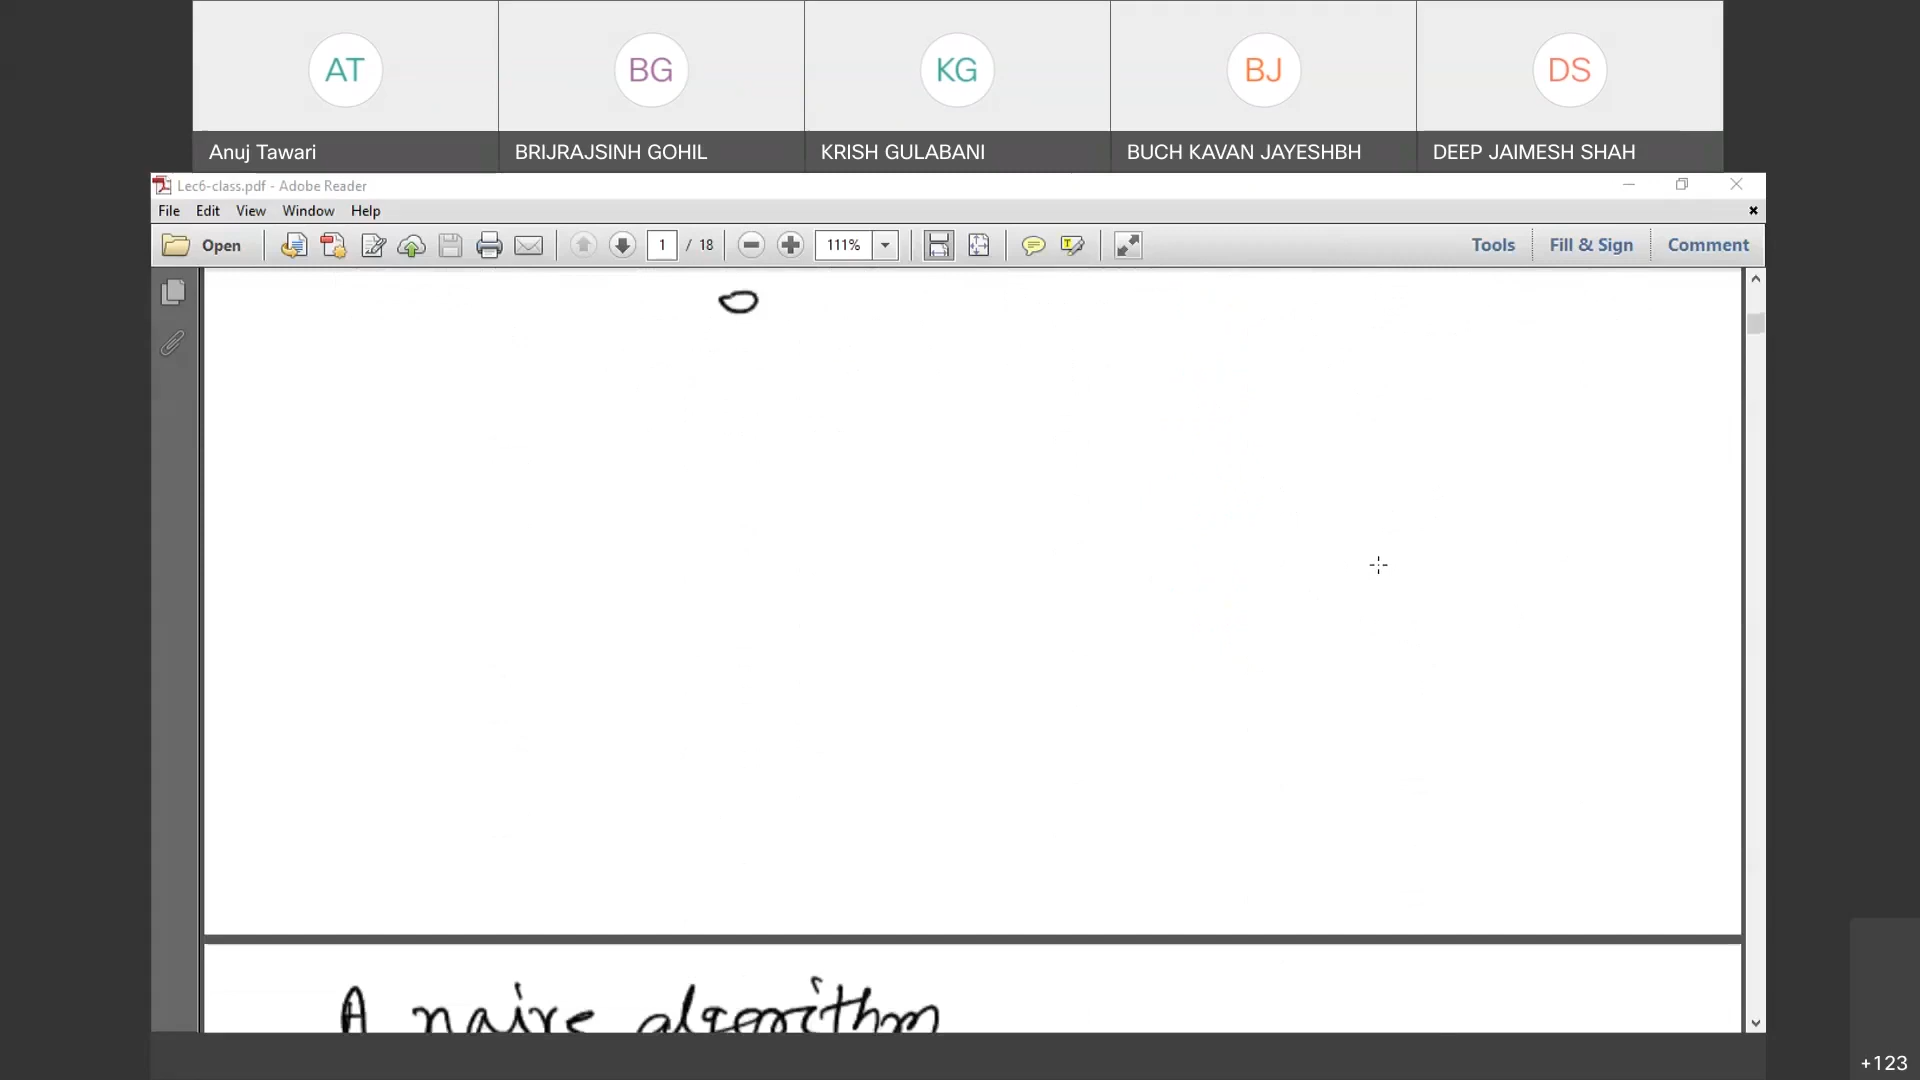 AT BG KG BJ DS
Anuj Tawari BRIJRAJSINH GOHIL KRISH GULABANI BUCH KAVAN JAYESHBH DEEP JAIMESH SHAH
Lec6-class.pdf - Adobe Reader
File Edit View Window Help
Open 1 / 18 111% Tools Fill & Sign Comment
A naive algorithm
+123